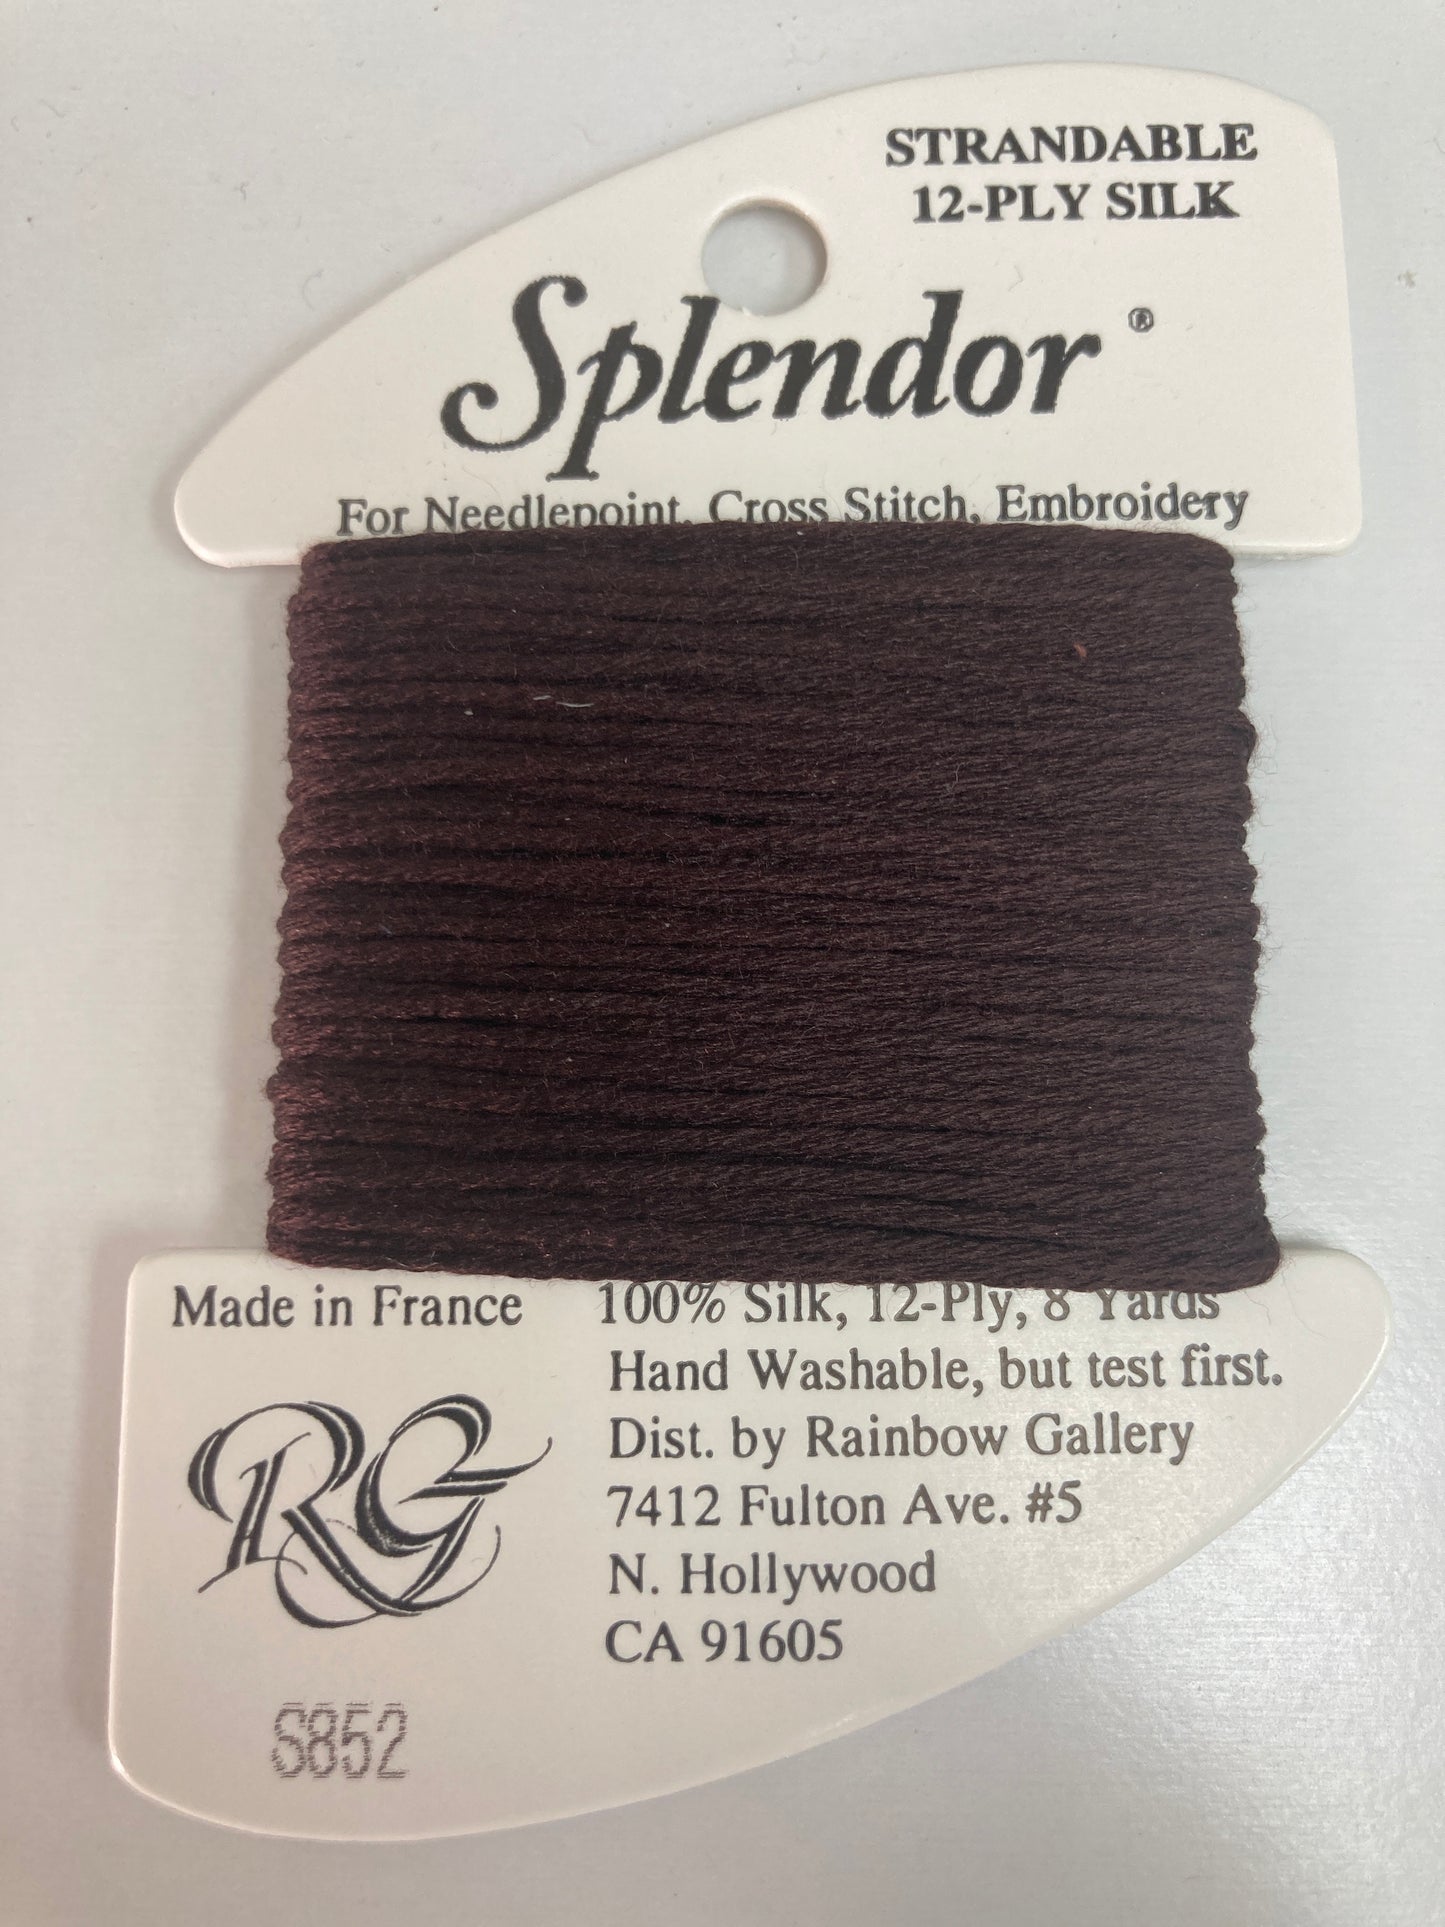 STRANDABLE
12-PLY SILK
Splendor ®
For Needlepoint, Cross Stitch, Embroidery
Made in France
100% Silk, 12-Ply, 8 Yards
Hand Washable, but test first.
Dist. by Rainbow Gallery
7412 Fulton Ave. #5
N. Hollywood
CA 91605
RG
S852